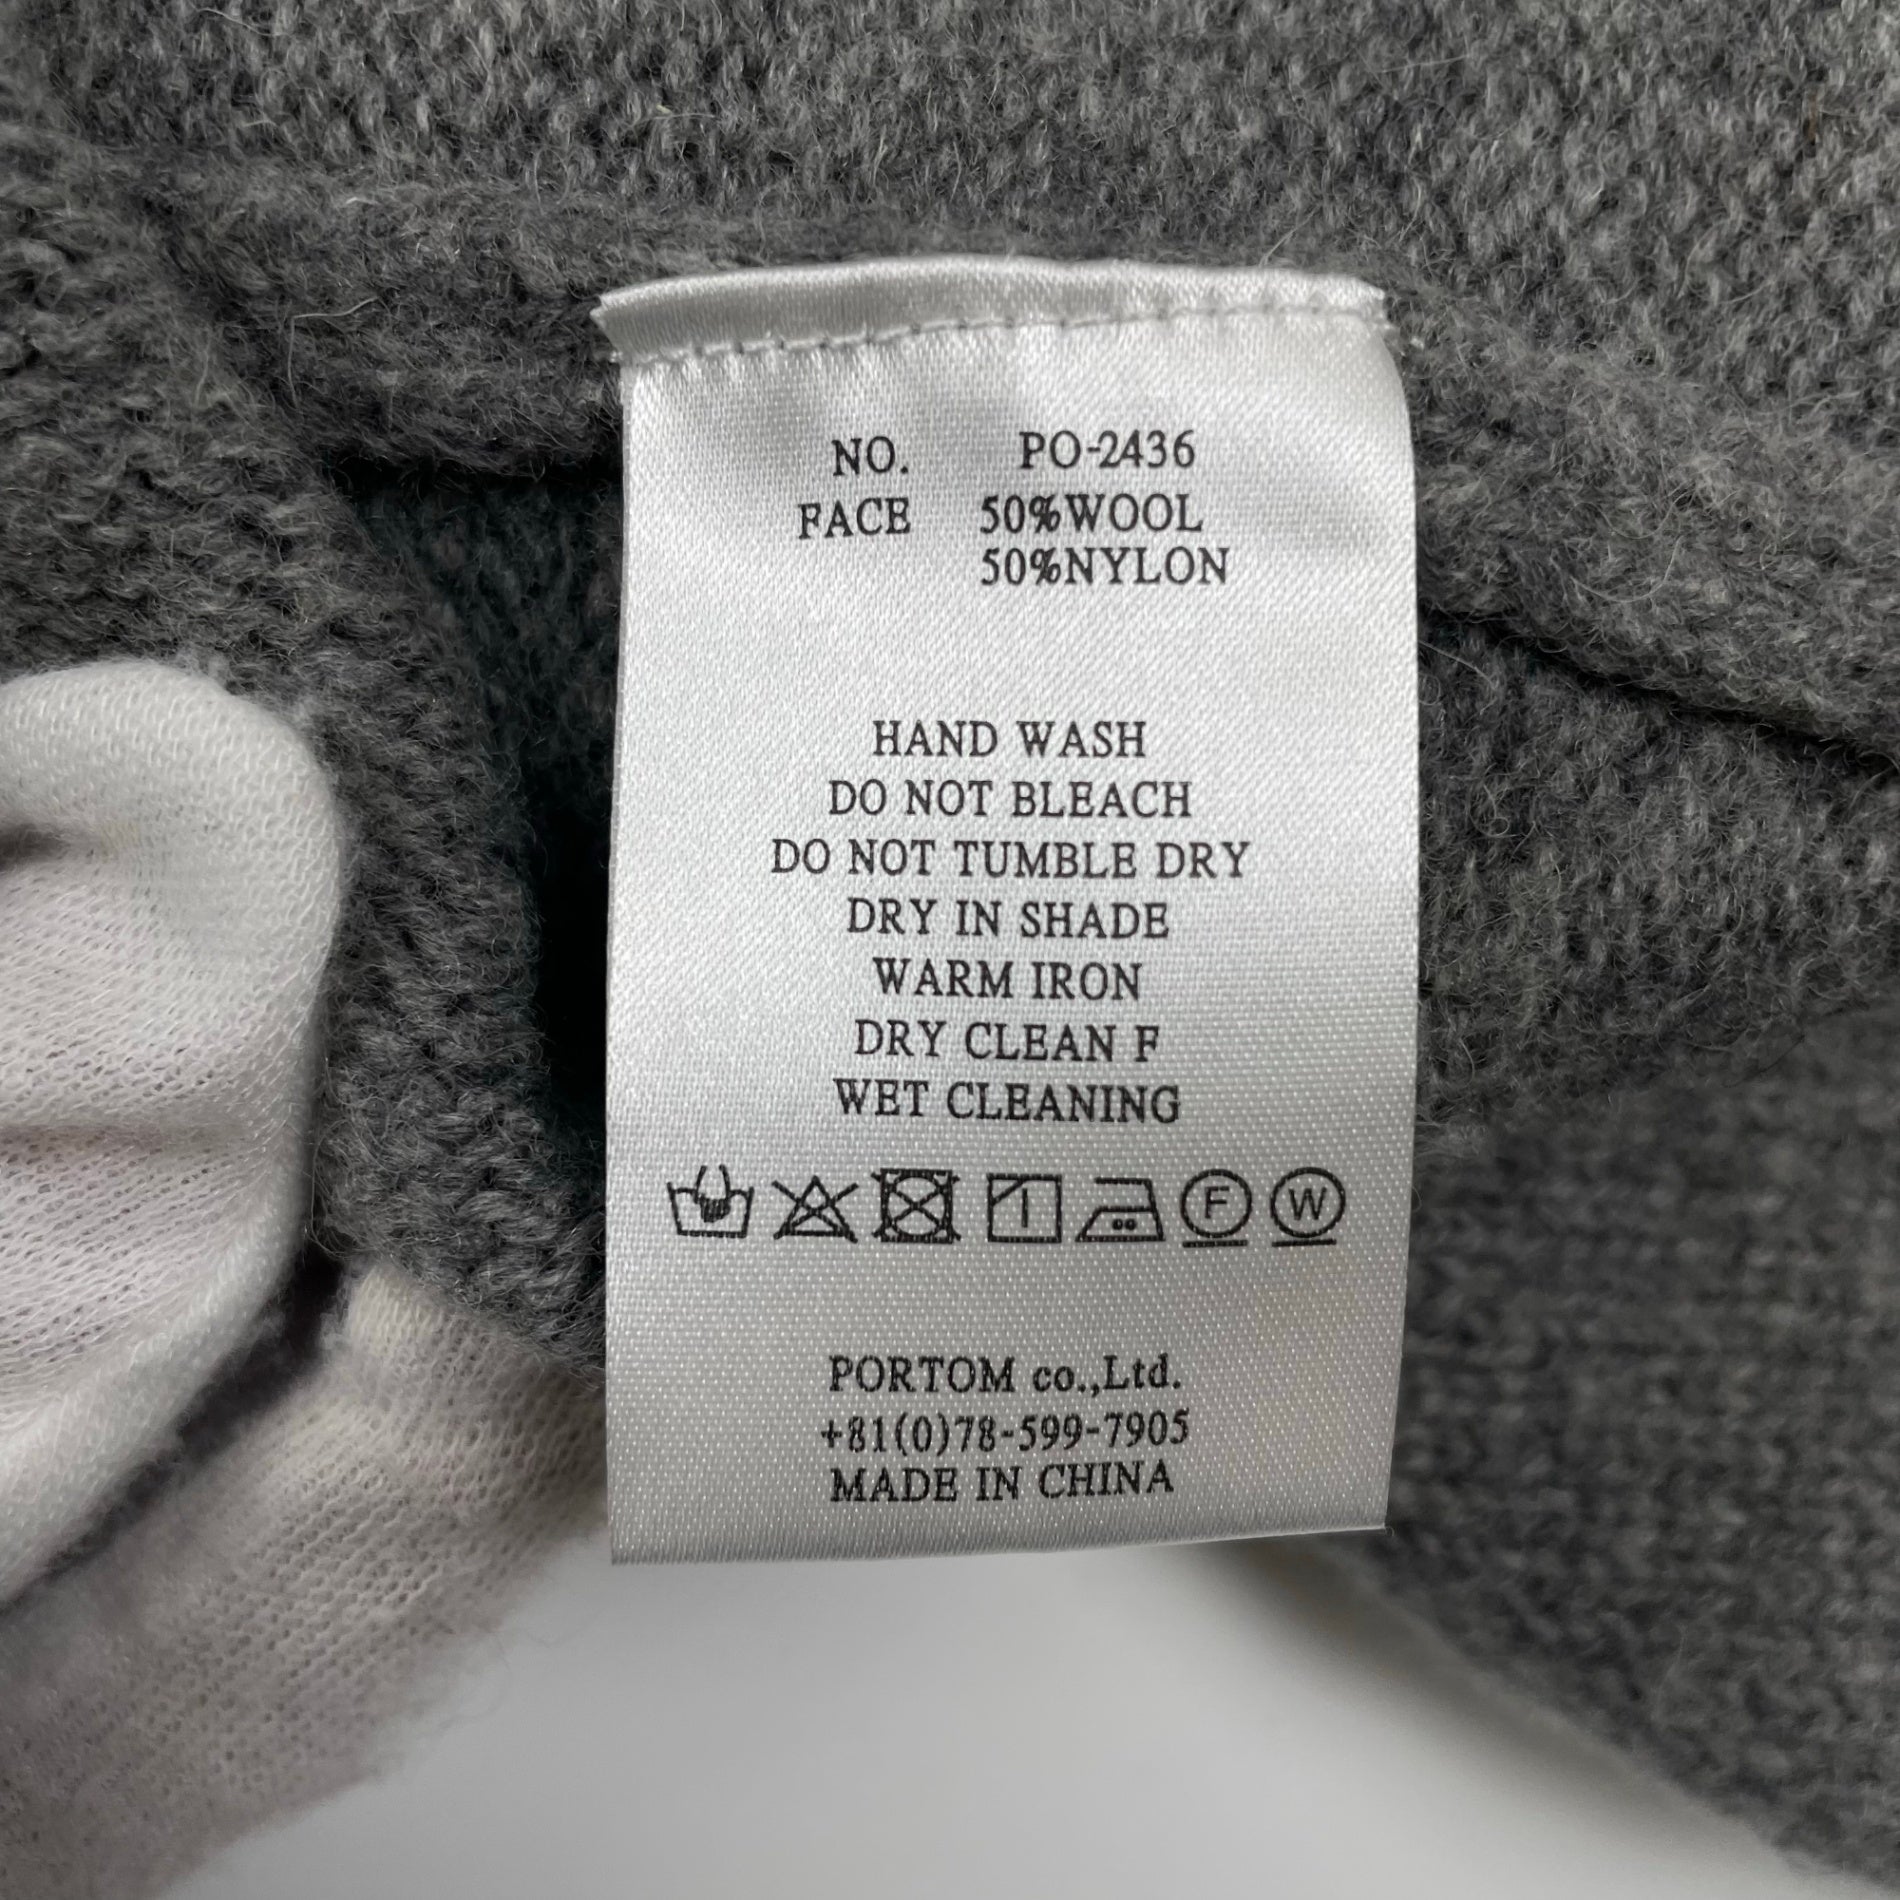 NO. PO-2436
FACE 50%WOOL
50%NYLON
HAND WASH
DO NOT BLEACH
DO NOT TUMBLE DRY
DRY IN SHADE
WARM IRON
DRY CLEAN F
WET CLEANING
F W
PORTOM co.,Ltd.
+81(0)78-599-7905
MADE IN CHINA